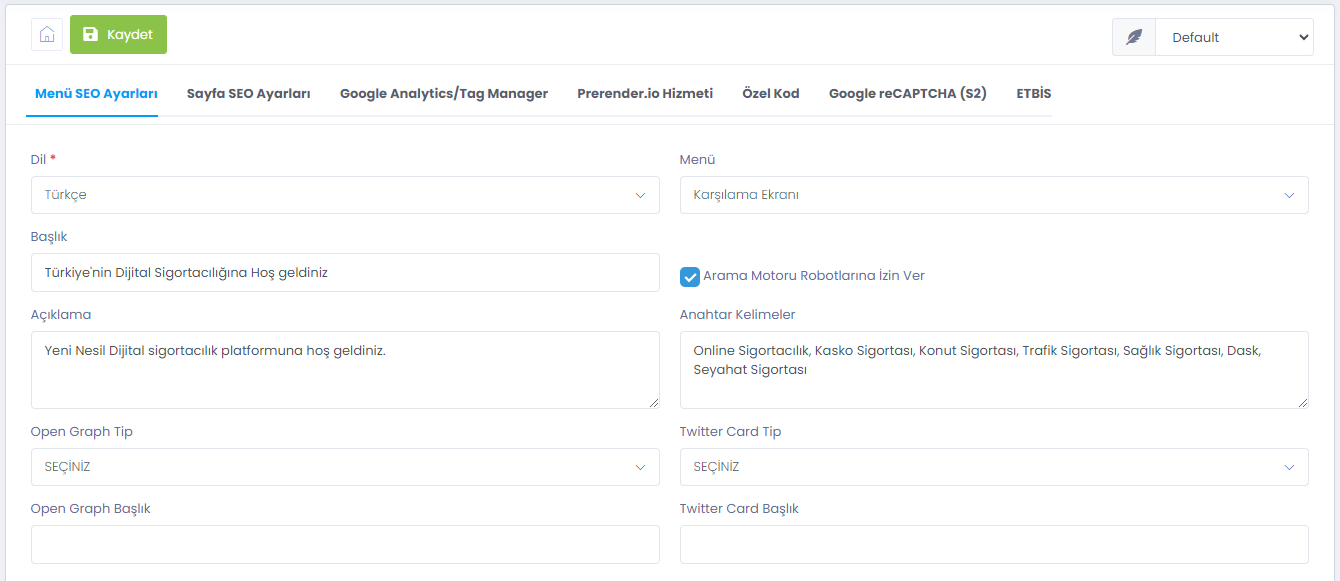 Kaydet
Default
Menü SEO Ayarları
Sayfa SEO Ayarları
Google Analytics/Tag Manager
Prerender.io Hizmeti
Özel Kod
Google reCAPTCHA (S2)
ETBİS
Dil *
Menü
Türkçe
Karşılama Ekranı
Başlık
Türkiye'nin Dijital Sigortacılığına Hoş geldiniz
Arama Motoru Robotlarına İzin Ver
Açıklama
Anahtar Kelimeler
Yeni Nesil Dijital sigortacılık platformuna hoş geldiniz.
Online Sigortacılık, Kasko Sigortası, Konut Sigortası, Trafik Sigortası, Sağlık Sigortası, Dask,
Seyahat Sigortası
Open Graph Tip
Twitter Card Tip
SEÇİNİZ
SEÇİNİZ
Open Graph Başlık
Twitter Card Başlık